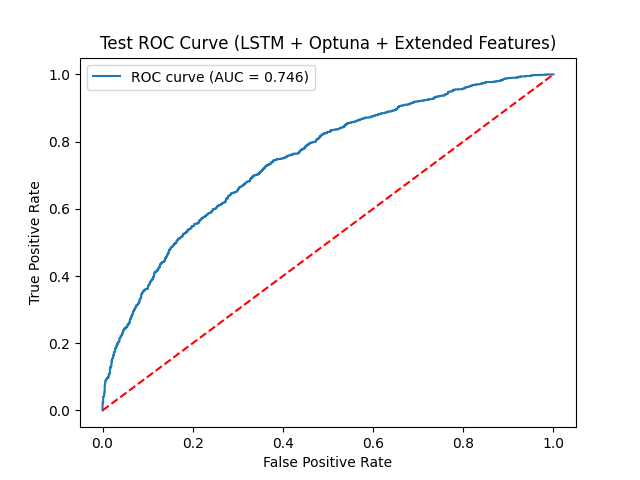 Test ROC Curve (LSTM + Optuna + Extended Features)
ROC curve (AUC = 0.746)
1.0
0.8
0.6
0.4
0.2
0.0
True Positive Rate
0.0 0.2 0.4 0.6 0.8 1.0
False Positive Rate